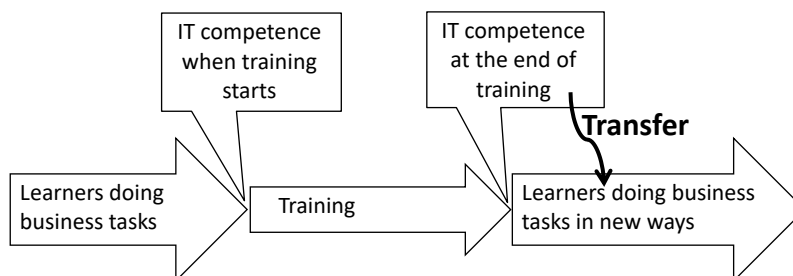 IT competence
when training
starts
IT competence
at the end of
training
Transfer
Learners doing
business tasks
Training
Learners doing business
tasks in new ways